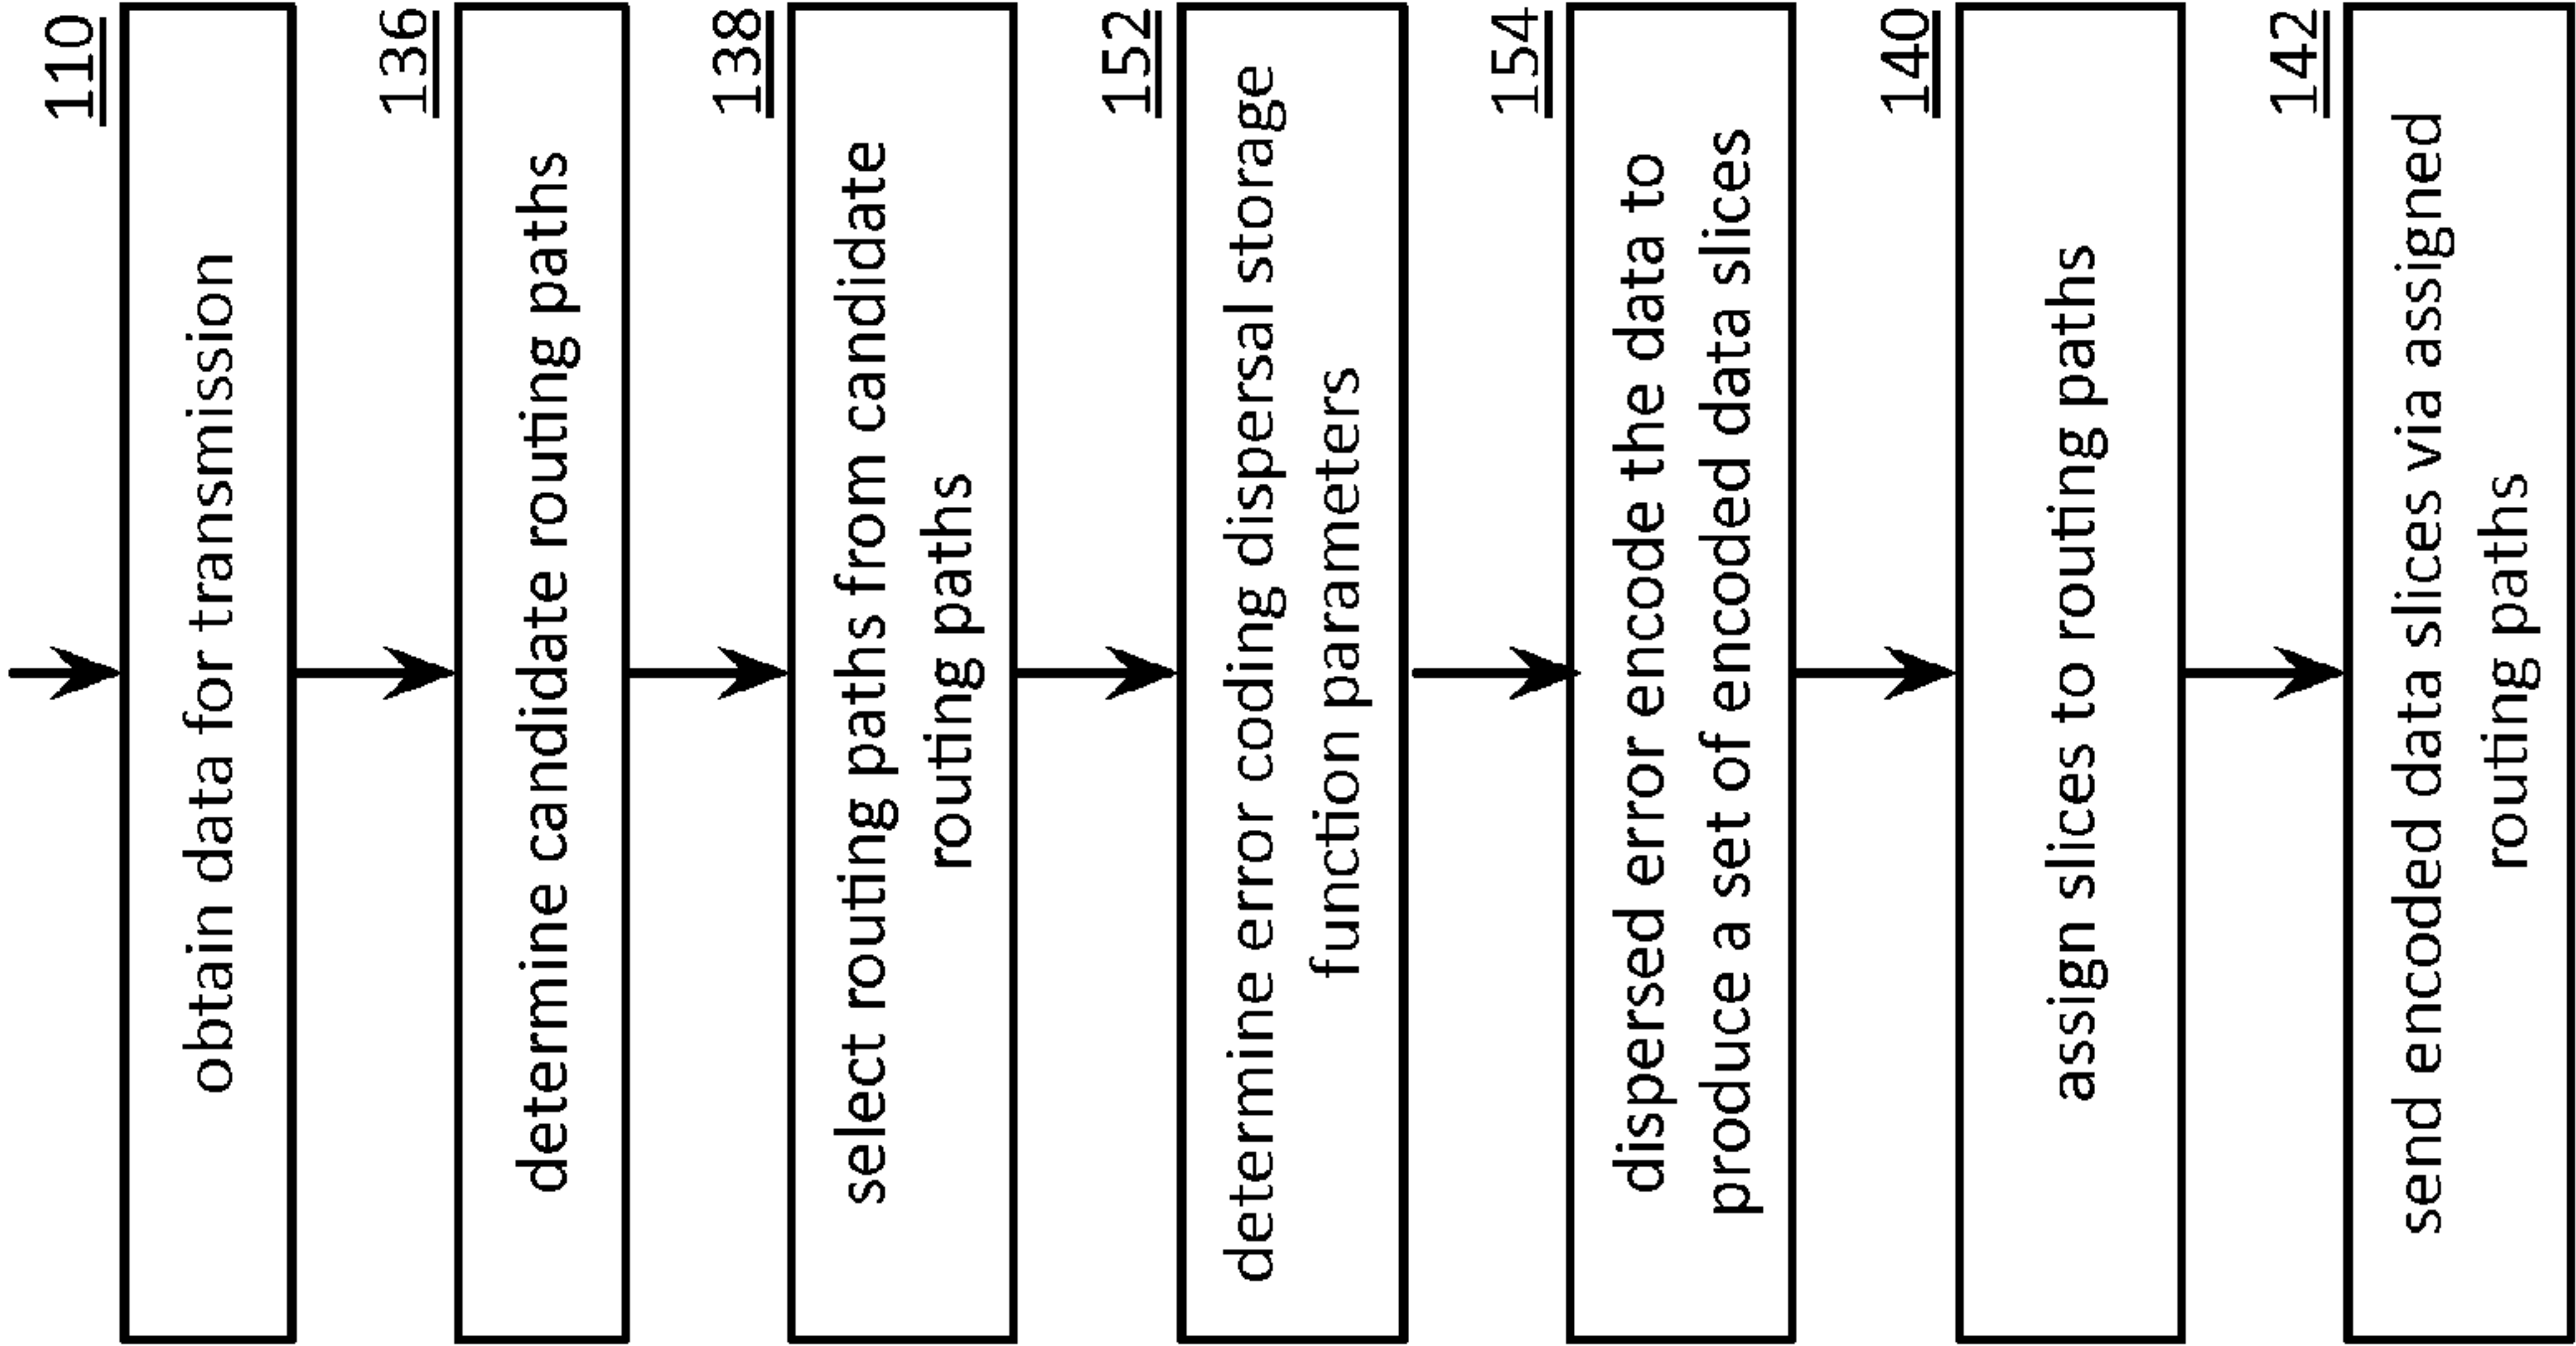 110
obtain data for transmission
136
determine candidate routing paths
138
select routing paths from candidate
routing paths
152
determine error coding dispersal storage
function parameters
154
dispersed error encode the data to
produce a set of encoded data slices
140
assign slices to routing paths
142
send encoded data slices via assigned
routing paths